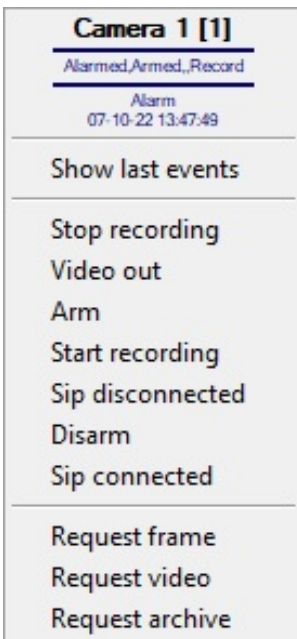 Camera 1 [1]
Alarmed,Armed,,Record
Alarm
07-10-22 13:47:49
Show last events
Stop recording
Video out
Arm
Start recording
Sip disconnected
Disarm
Sip connected
Request frame
Request video
Request archive